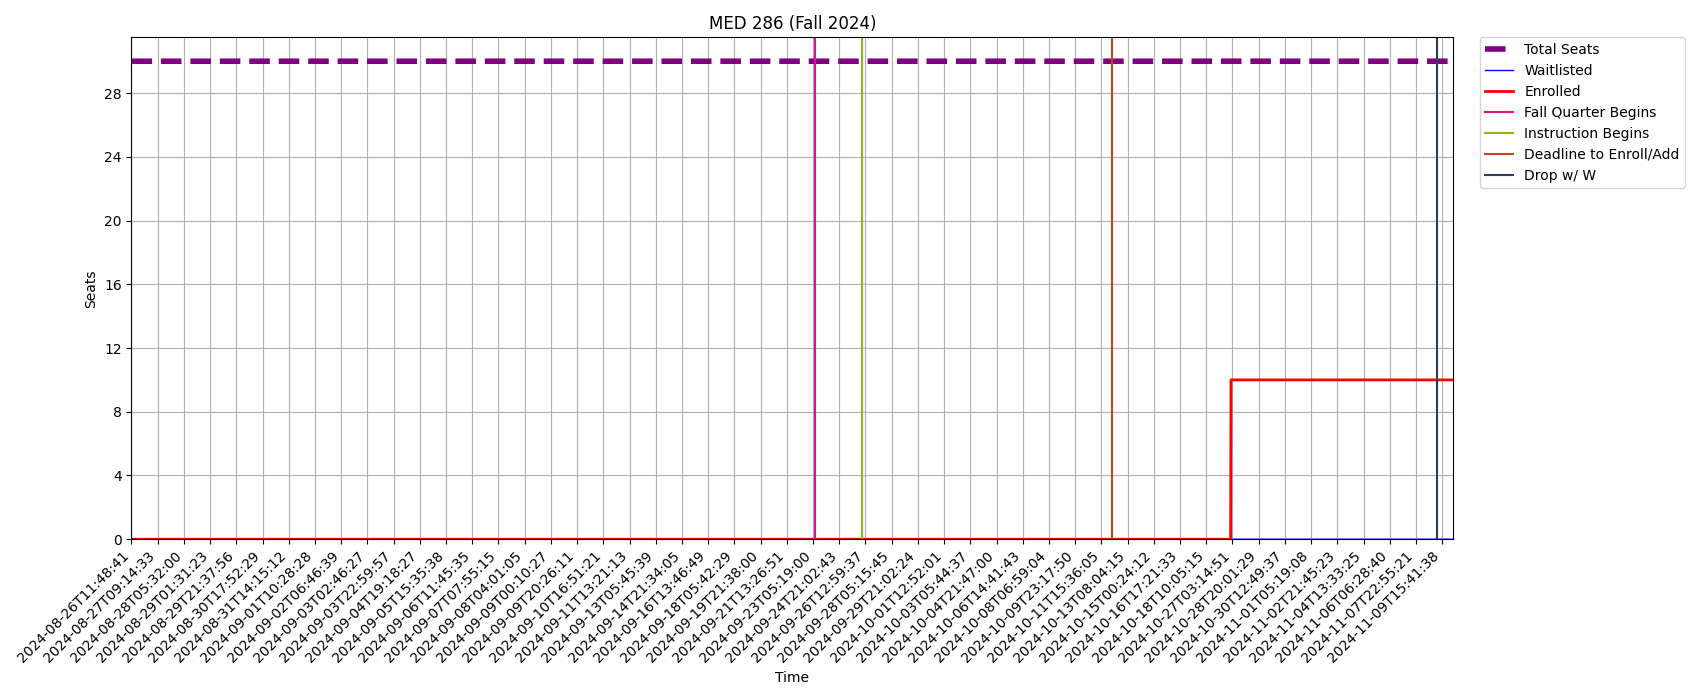 MED 286 (Fall 2024)
Total Seats
Waitlisted
Enrolled
Fall Quarter Begins
Instruction Begins
Deadline to Enroll/Add
Drop w/ W
Seats
28
24
20
16
12
8
4
0
2024-08-26T11:48:41
2024-08-27T09:14:33
2024-08-28T05:32:00
2024-08-29T01:31:23
2024-08-29T21:37:56
2024-08-30T17:52:29
2024-08-31T14:15:12
2024-09-01T10:28:28
2024-09-02T06:46:39
2024-09-03T02:46:27
2024-09-03T22:59:57
2024-09-04T19:18:27
2024-09-05T15:35:38
2024-09-06T11:45:35
2024-09-07T07:55:15
2024-09-08T04:01:05
2024-09-09T00:10:27
2024-09-09T20:26:11
2024-09-10T16:51:21
2024-09-11T13:21:13
2024-09-13T05:45:39
2024-09-14T21:34:05
2024-09-16T13:46:49
2024-09-18T05:42:29
2024-09-19T21:38:00
2024-09-21T13:26:51
2024-09-23T05:19:00
2024-09-24T21:02:43
2024-09-26T12:59:37
2024-09-28T05:15:45
2024-09-29T21:02:24
2024-10-01T12:52:01
2024-10-03T05:44:37
2024-10-04T21:47:00
2024-10-06T14:41:43
2024-10-08T06:59:04
2024-10-09T23:17:50
2024-10-11T15:36:05
2024-10-13T08:04:15
2024-10-15T00:24:12
2024-10-16T17:21:33
2024-10-18T10:05:15
2024-10-27T03:14:51
2024-10-28T20:01:29
2024-10-30T12:49:37
2024-11-01T05:19:08
2024-11-02T21:45:23
2024-11-04T13:33:25
2024-11-06T06:28:40
2024-11-07T22:55:21
2024-11-09T15:41:38
Time